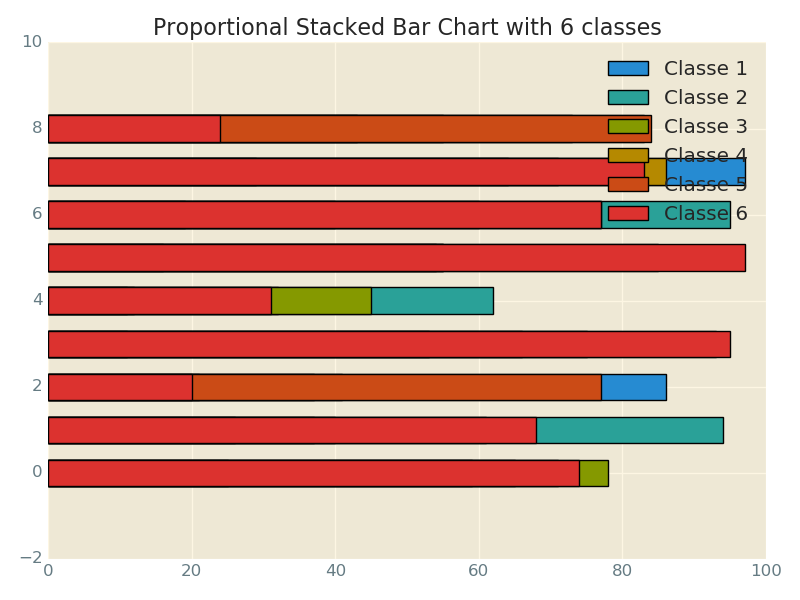 Proportional Stacked Bar Chart with 6 classes
10
8
6
4
2
0
−2
0 20 40 60 80 100
Classe 1
Classe 2
Classe 3
Classe 4
Classe 5
Classe 6